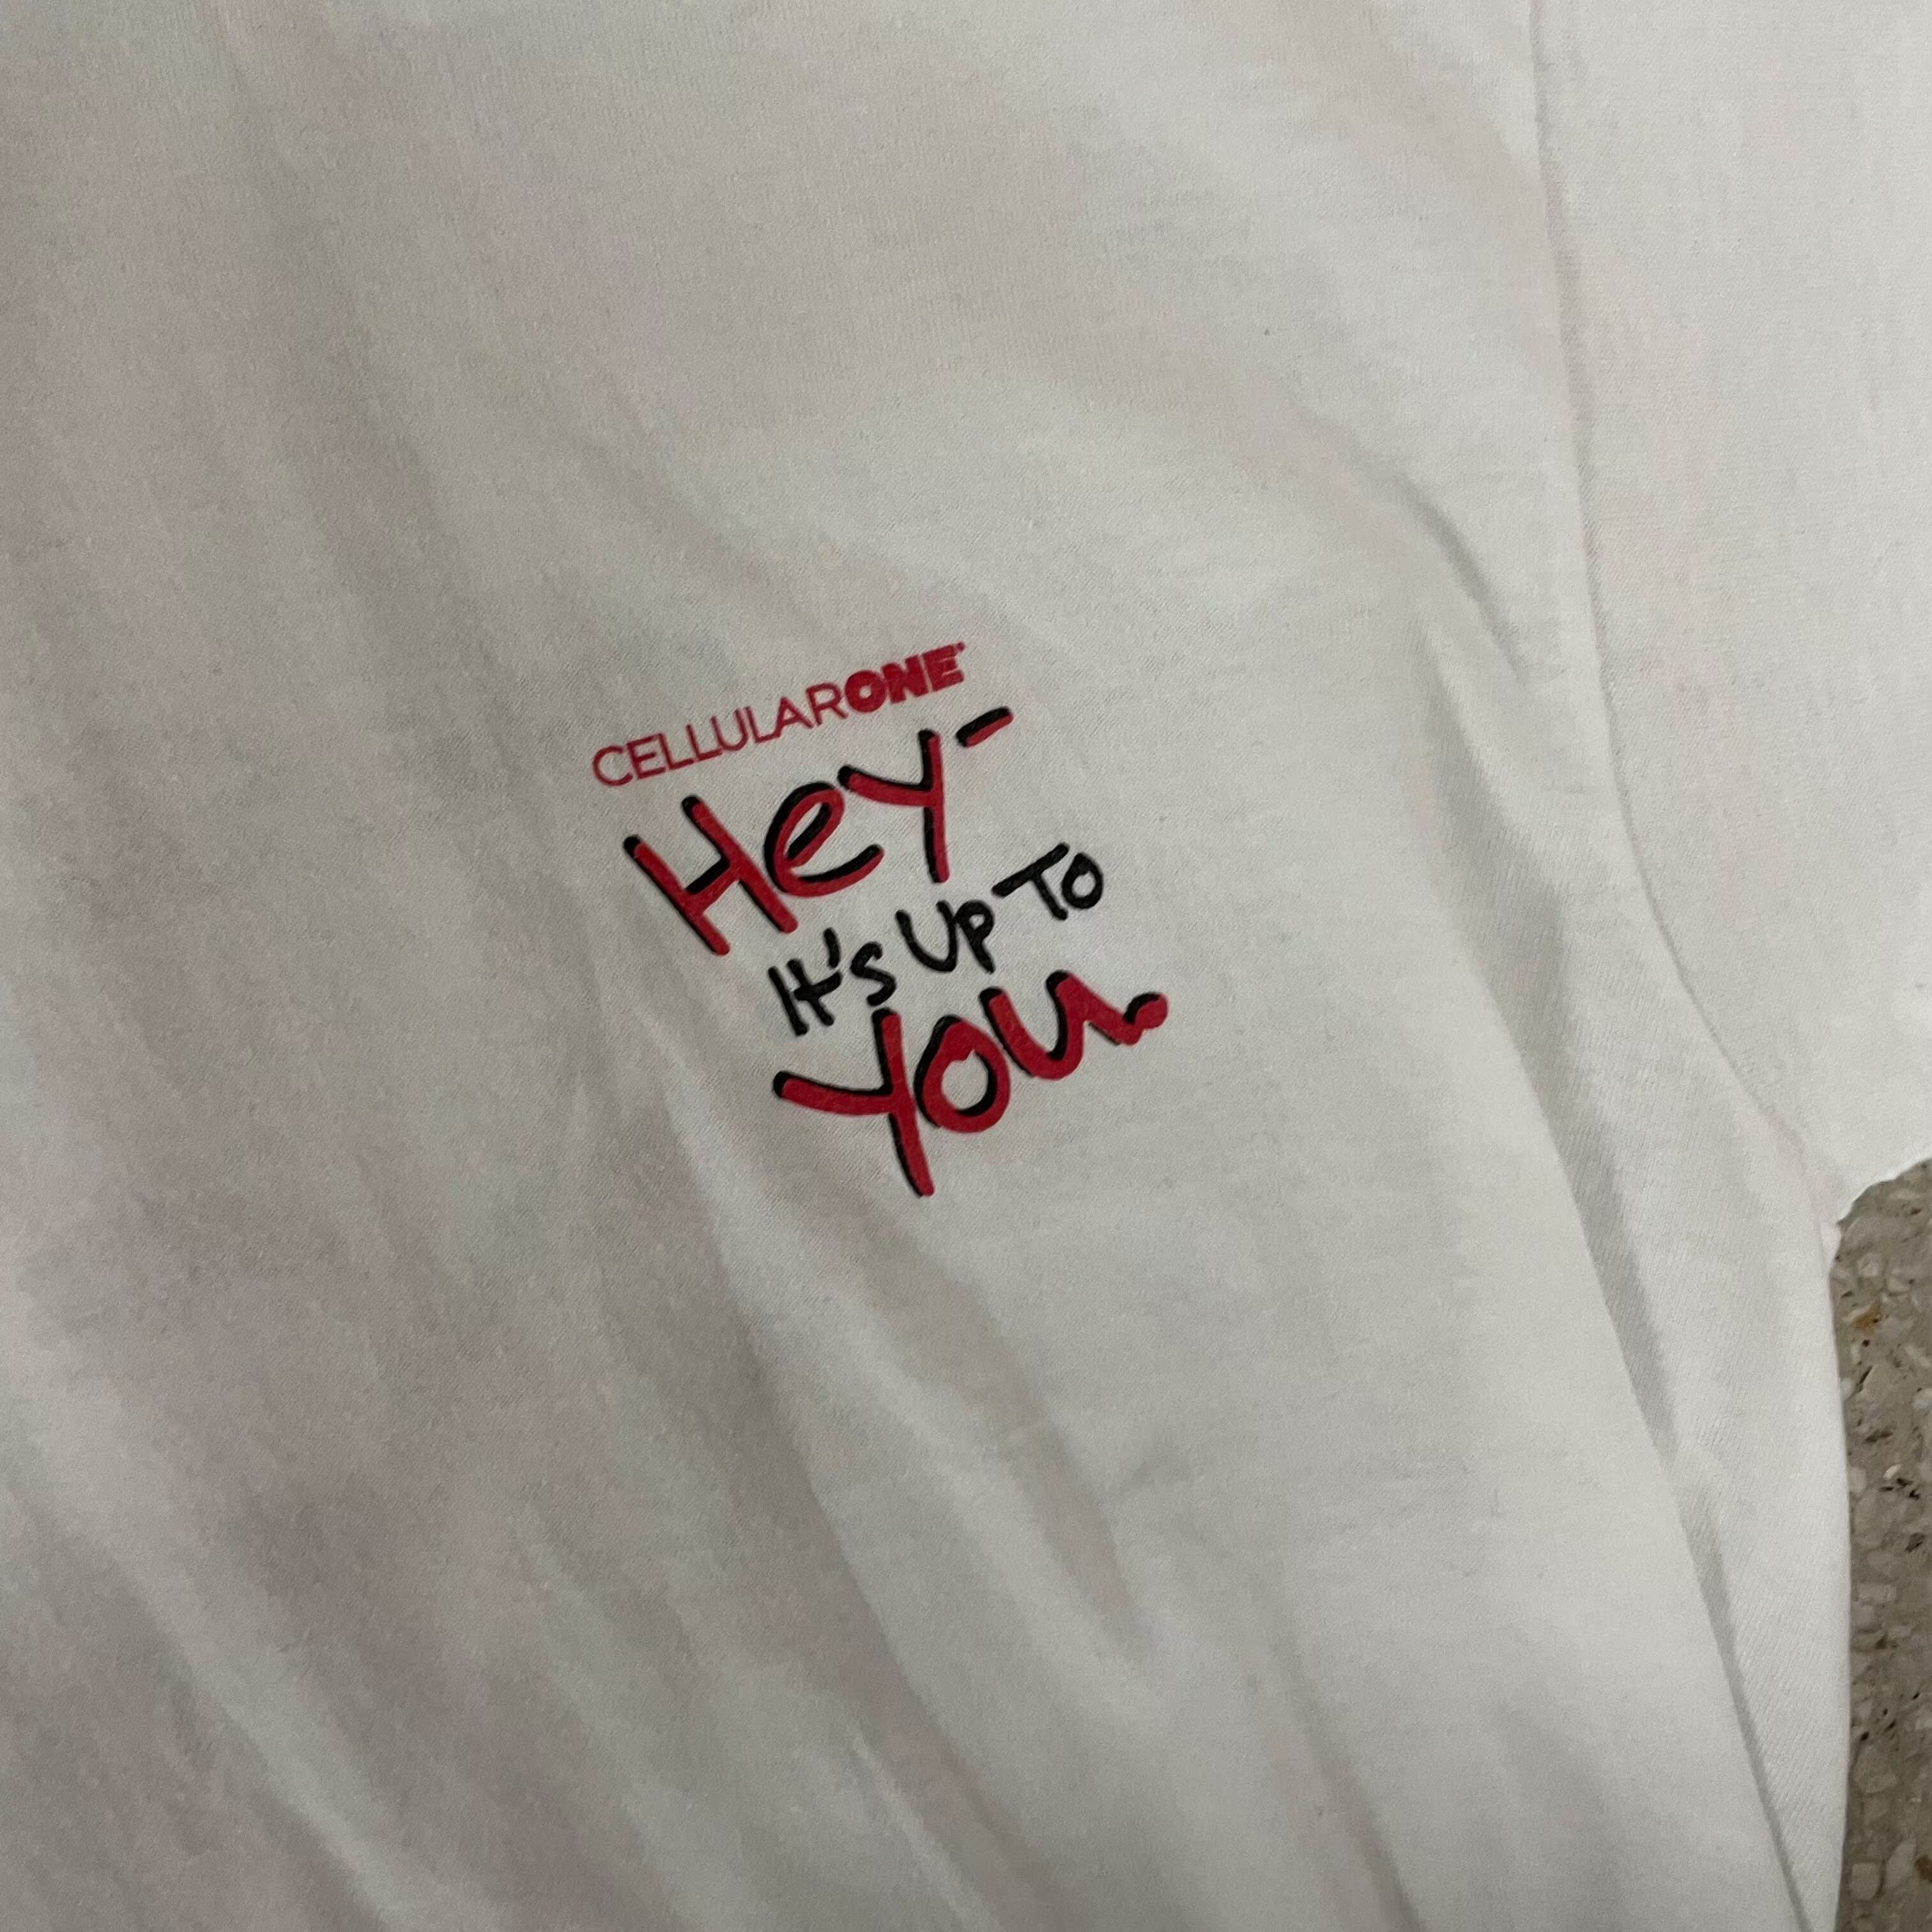 CELLULARONE®
Hey-
It's Up To
You.